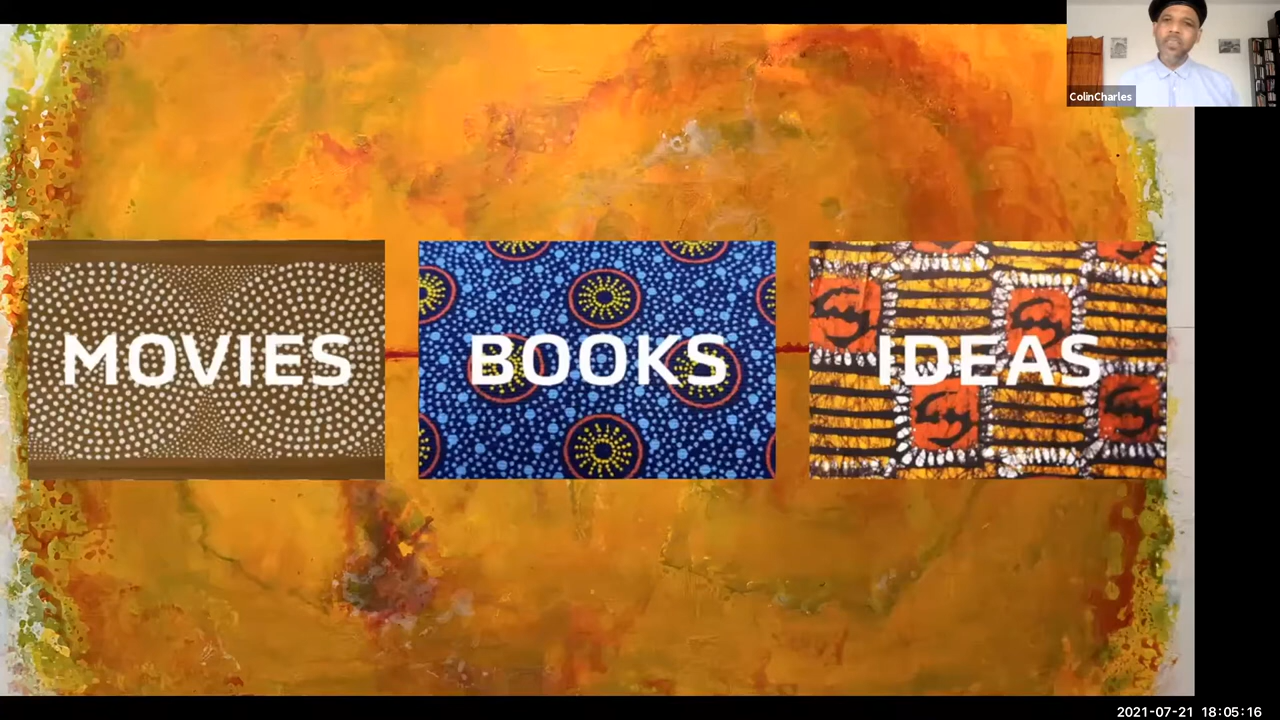 ColinCharles
MOVIES
BOOKS
IDEAS
2021-07-21 18:05:16